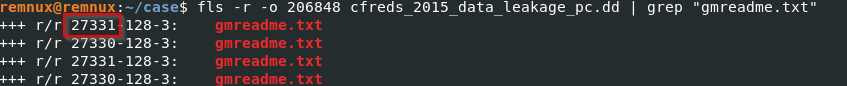 remnux@remnux:~/case$ fls -r -o 206848 cfreds_2015_data_leakage_pc.dd | grep "gmreadme.txt"
+++ r/r 27331-128-3:    gmreadme.txt
+++ r/r 27330-128-3:    gmreadme.txt
+++ r/r 27331-128-3:    gmreadme.txt
+++ r/r 27330-128-3:    gmreadme.txt